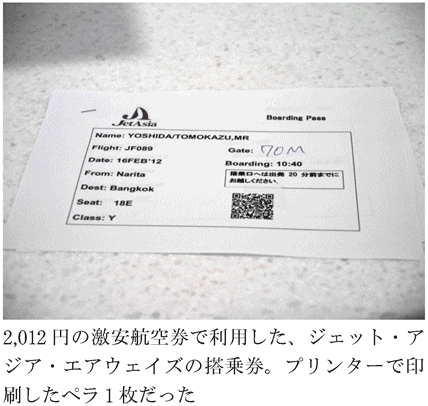 JetAsia
Boarding Pass
Name: YOSHIDA/TOMOKAZU,MR
Flight: JF089
Gate: 70M
Date: 16FEB'12
Boarding: 10:40
From: Narita
搭乗口へは出発 20 分前までに
お越しください.
Dest: Bangkok
Seat: 18E
Class: Y
2,012 円の激安航空券で利用した、ジェット・ア
ジア・エアウェイズの搭乗券。プリンターで印
刷したペラ 1 枚だった